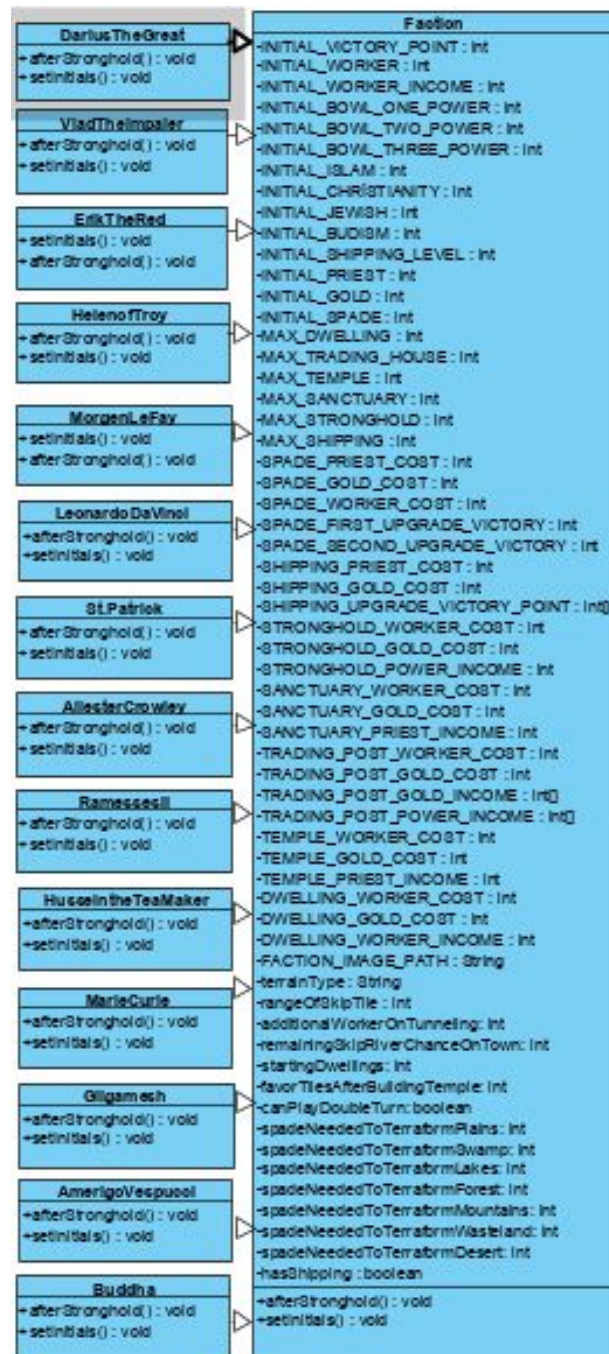 DariusTheGreat
+afterStronghold() : void
+setInitials() : void
VladTheImpaler
+afterStronghold() : void
+setInitials() : void
ErikTheRed
+setInitials() : void
+afterStronghold() : void
HelenofTroy
+afterStronghold() : void
+setInitials() : void
MorgenLeFay
+setInitials() : void
+afterStronghold() : void
LeonardoDaVinci
+afterStronghold() : void
+setInitials() : void
St.Patrick
+afterStronghold() : void
+setInitials() : void
AllesterCrowley
+afterStronghold() : void
+setInitials() : void
RamessesII
+afterStronghold() : void
+setInitials() : void
HusseintheTeaMaker
+afterStronghold() : void
+setInitials() : void
MarieCurie
+afterStronghold() : void
+setInitials() : void
Gilgamesh
+afterStronghold() : void
+setInitials() : void
AmerigoVespucci
+afterStronghold() : void
+setInitials() : void
Buddha
+afterStronghold() : void
+setInitials() : void
Faction
-INITIAL_VICTORY_POINT : int
-INITIAL_WORKER : int
-INITIAL_WORKER_INCOME : int
-INITIAL_BOWL_ONE_POWER : int
-INITIAL_BOWL_TWO_POWER : int
-INITIAL_BOWL_THREE_POWER : int
-INITIAL_ISLAM : int
-INITIAL_CHRİSTIANITY : int
-INITIAL_JEWISH : int
-INITIAL_BUDISM : int
-INITIAL_SHIPPING_LEVEL : int
-INITIAL_PRIEST : int
-INITIAL_GOLD : int
-INITIAL_SPADE : int
-MAX_DWELLING : int
-MAX_TRADING_HOUSE : int
-MAX_TEMPLE : int
-MAX_SANCTUARY : int
-MAX_STRONGHOLD : int
-MAX_SHIPPING : int
-SPADE_PRIEST_COST : int
-SPADE_GOLD_COST : int
-SPADE_WORKER_COST : int
-SPADE_FIRST_UPGRADE_VICTORY : int
-SPADE_SECOND_UPGRADE_VICTORY : int
-SHIPPING_PRIEST_COST : int
-SHIPPING_GOLD_COST : int
-SHIPPING_UPGRADE_VICTORY_POINT : int[]
-STRONGHOLD_WORKER_COST : int
-STRONGHOLD_GOLD_COST : int
-STRONGHOLD_POWER_INCOME : int
-SANCTUARY_WORKER_COST : int
-SANCTUARY_GOLD_COST : int
-SANCTUARY_PRIEST_INCOME : int
-TRADING_POST_WORKER_COST : int
-TRADING_POST_GOLD_COST : int
-TRADING_POST_GOLD_INCOME : int[]
-TRADING_POST_POWER_INCOME : int[]
-TEMPLE_WORKER_COST : int
-TEMPLE_GOLD_COST : int
-TEMPLE_PRIEST_INCOME : int
-DWELLING_WORKER_COST : int
-DWELLING_GOLD_COST : int
-DWELLING_WORKER_INCOME : int
-FACTION_IMAGE_PATH : String
-terrainType : String
-rangeOfSkipTile : int
-additionalWorkerOnTunneling: int
-remainingSkipRiverChanceOnTown: int
-startingDwellings: int
-favorTilesAfterBuildingTemple: int
-canPlayDoubleTurn: boolean
-spadeNeededToTerraformPlains: int
-spadeNeededToTerraformSwamp: int
-spadeNeededToTerraformLakes: int
-spadeNeededToTerraformForest: int
-spadeNeededToTerraformMountains: int
-spadeNeededToTerraformWasteland: int
-spadeNeededToTerraformDesert: int
-hasShipping : boolean
+afterStronghold() : void
+setInitials() : void